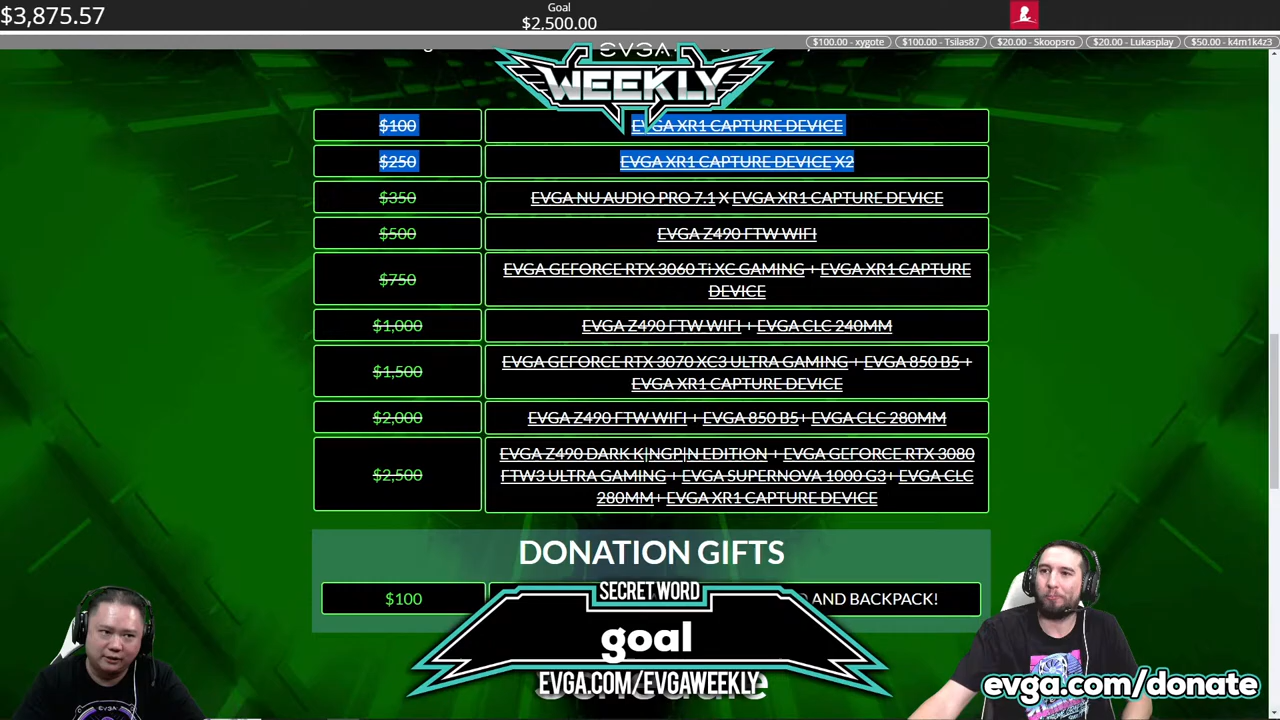 $3,875.57
Goal
$2,500.00
$100.00 - xygote
$100.00 - Tsilas87
$20.00 - Skoopsro
$20.00 - Lukasplay
$50.00 - k4m1k4z3
EVGA
WEEKLY
$100 EVGA XR1 CAPTURE DEVICE
$250 EVGA XR1 CAPTURE DEVICE X2
$350 EVGA NU AUDIO PRO 7.1 X EVGA XR1 CAPTURE DEVICE
$500 EVGA Z490 FTW WIFI
$750 EVGA GEFORCE RTX 3060 Ti XC GAMING + EVGA XR1 CAPTURE
DEVICE
$1,000 EVGA Z490 FTW WIFI + EVGA CLC 240MM
$1,500 EVGA GEFORCE RTX 3070 XC3 ULTRA GAMING + EVGA 850 B5 +
EVGA XR1 CAPTURE DEVICE
$2,000 EVGA Z490 FTW WIFI + EVGA 850 B5+ EVGA CLC 280MM
$2,500 EVGA Z490 DARK K|NGP|N EDITION + EVGA GEFORCE RTX 3080
FTW3 ULTRA GAMING + EVGA SUPERNOVA 1000 G3+ EVGA CLC
280MM+ EVGA XR1 CAPTURE DEVICE
DONATION GIFTS
$100 AND BACKPACK!
SECRET WORD
goal
EVGA.COM/EVGAWEEKLY
evga.com/donate